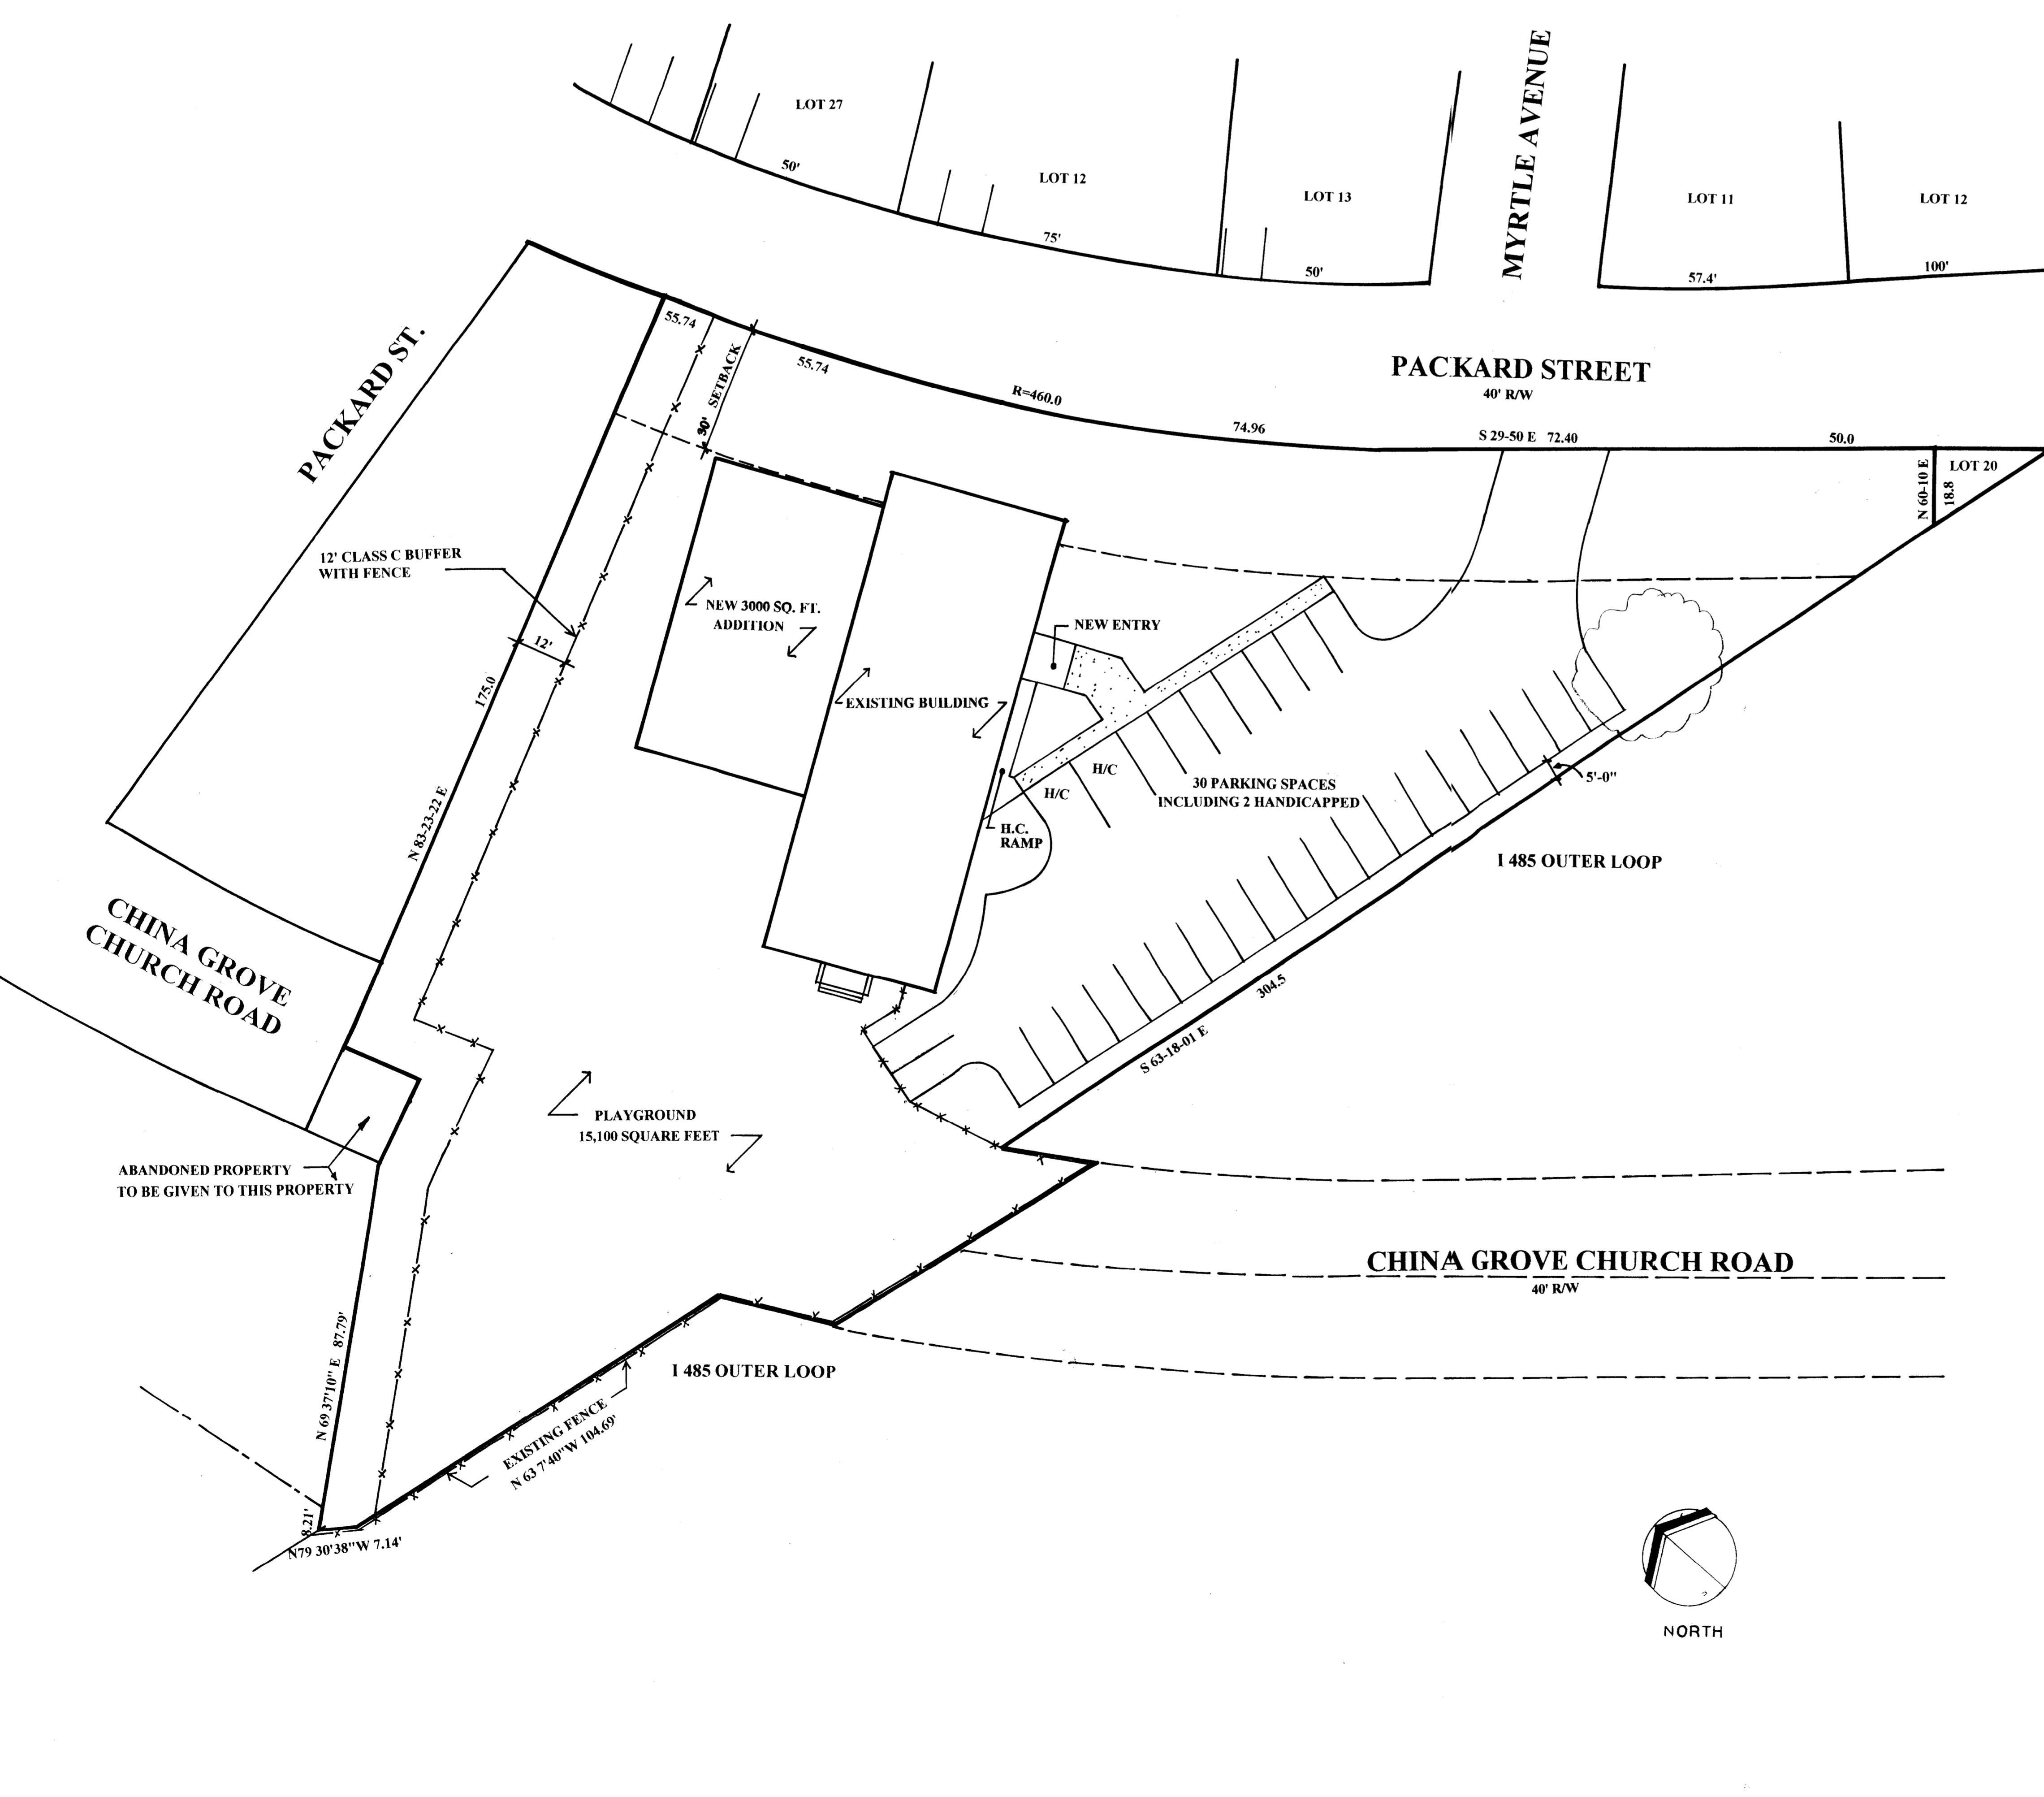 MYRTLE AVENUE
LOT 27
50'
LOT 12
75'
LOT 13
50'
LOT 11
57.4'
LOT 12
100'
PACKARD ST.
55.74
30' SETBACK
55.74
R=460.0
74.96
PACKARD STREET
40' R/W
S 29-50 E 72.40
50.0
N 60-10 E
18.8
LOT 20
12' CLASS C BUFFER
WITH FENCE
12'
175.0
N 83-23-22 E
NEW 3000 SQ. FT.
ADDITION
EXISTING BUILDING
NEW ENTRY
H/C
H/C
30 PARKING SPACES
INCLUDING 2 HANDICAPPED
5'-0"
H.C.
RAMP
I 485 OUTER LOOP
CHINA GROVE
CHURCH ROAD
304.5
S 63-18-01 E
PLAYGROUND
15,100 SQUARE FEET
ABANDONED PROPERTY
TO BE GIVEN TO THIS PROPERTY
CHINA GROVE CHURCH ROAD
40' R/W
N 69 37'10" E 87.79'
I 485 OUTER LOOP
EXISTING FENCE
N 63 7'40"W 104.69'
8.21'
N79 30'38"W 7.14'
NORTH